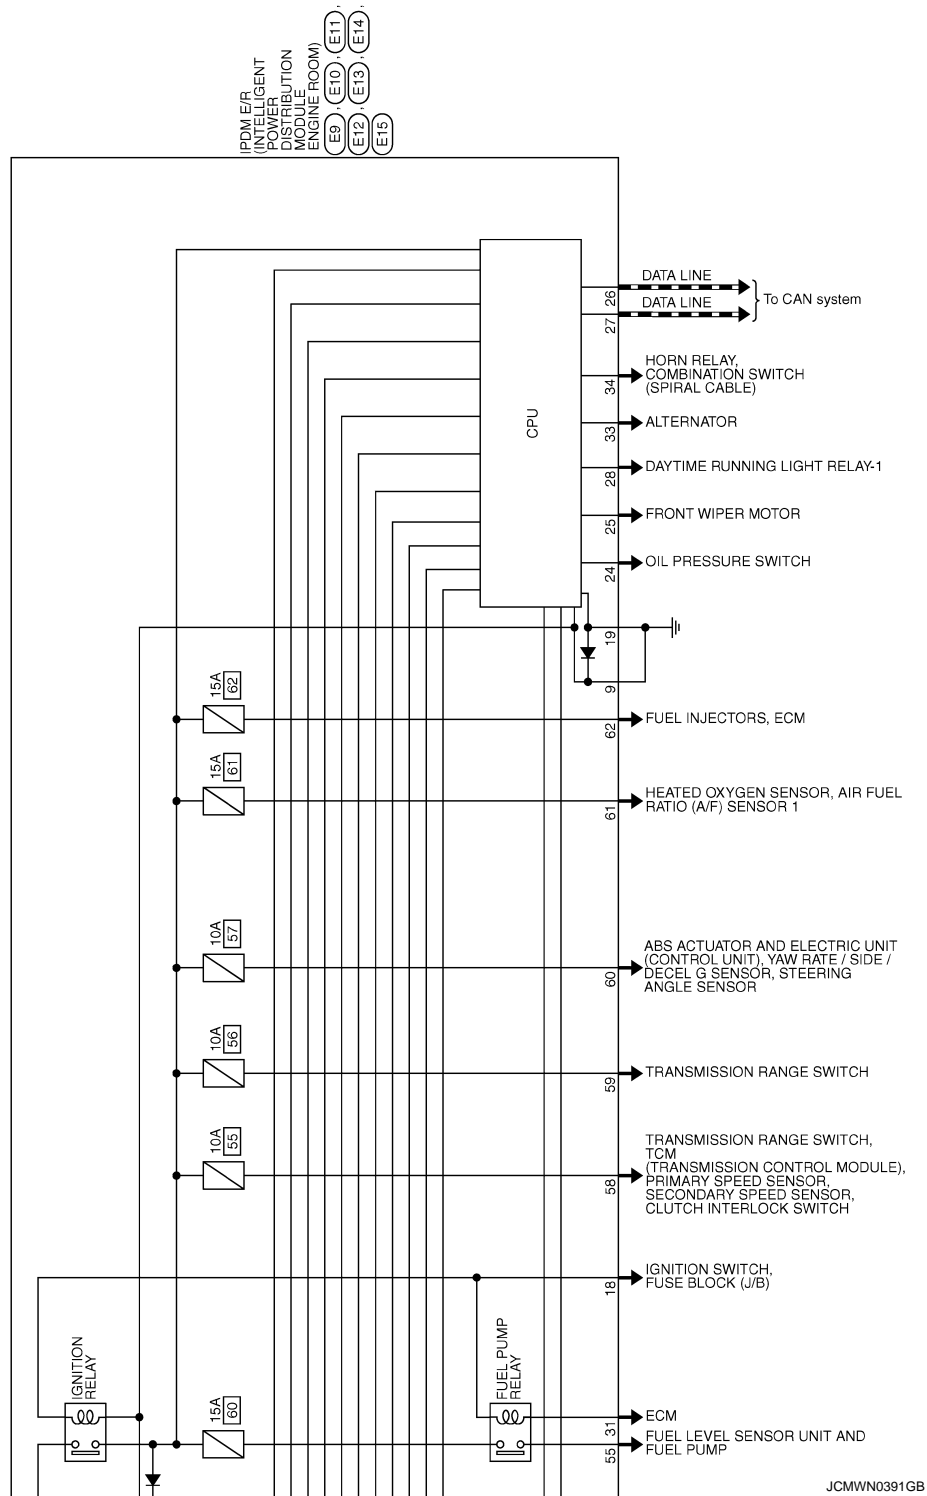 IPDM E/R
(INTELLIGENT
POWER
DISTRIBUTION
MODULE
ENGINE ROOM)
E9 , E10 , E11 ,
E12 , E13 , E14 ,
E15
CPU
26
DATA LINE
27
DATA LINE
To CAN system
34
HORN RELAY,
COMBINATION SWITCH
(SPIRAL CABLE)
33
ALTERNATOR
28
DAYTIME RUNNING LIGHT RELAY-1
25
FRONT WIPER MOTOR
24
OIL PRESSURE SWITCH
19
9
15A
62
62
FUEL INJECTORS, ECM
15A
61
61
HEATED OXYGEN SENSOR, AIR FUEL
RATIO (A/F) SENSOR 1
10A
57
60
ABS ACTUATOR AND ELECTRIC UNIT
(CONTROL UNIT), YAW RATE / SIDE /
DECEL G SENSOR, STEERING
ANGLE SENSOR
10A
56
59
TRANSMISSION RANGE SWITCH
10A
55
58
TRANSMISSION RANGE SWITCH,
TCM
(TRANSMISSION CONTROL MODULE),
PRIMARY SPEED SENSOR,
SECONDARY SPEED SENSOR,
CLUTCH INTERLOCK SWITCH
18
IGNITION SWITCH,
FUSE BLOCK (J/B)
IGNITION
RELAY
15A
60
FUEL PUMP
RELAY
31
ECM
55
FUEL LEVEL SENSOR UNIT AND
FUEL PUMP
JCMWN0391GB